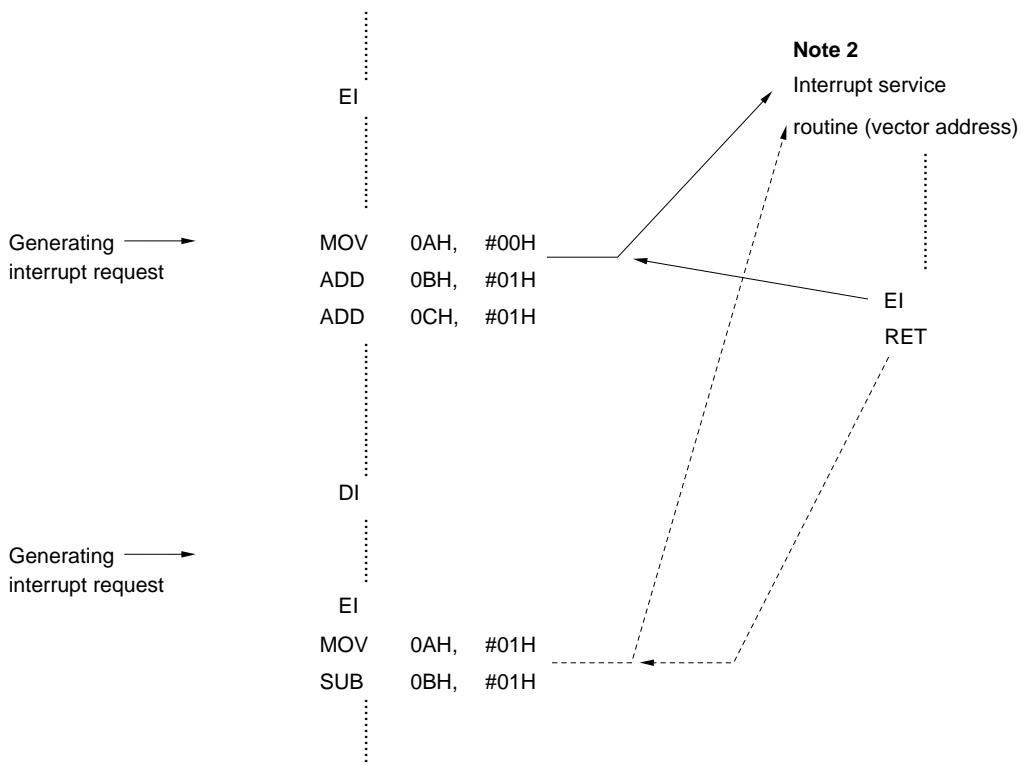 Note 2
Interrupt service
routine (vector address)
EI
Generating
interrupt request
MOV 0AH, #00H
ADD 0BH, #01H
ADD 0CH, #01H
EI
RET
DI
Generating
interrupt request
EI
MOV 0AH, #01H
SUB 0BH, #01H